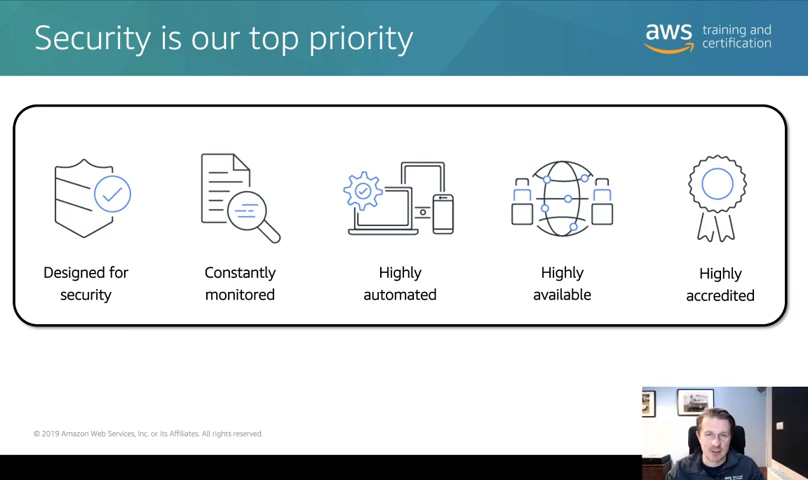 Security is our top priority
aws
training and
certification
Designed for
security
Constantly
monitored
Highly
automated
Highly
available
Highly
accredited
© 2019 Amazon Web Services, Inc. or its Affiliates. All rights reserved.